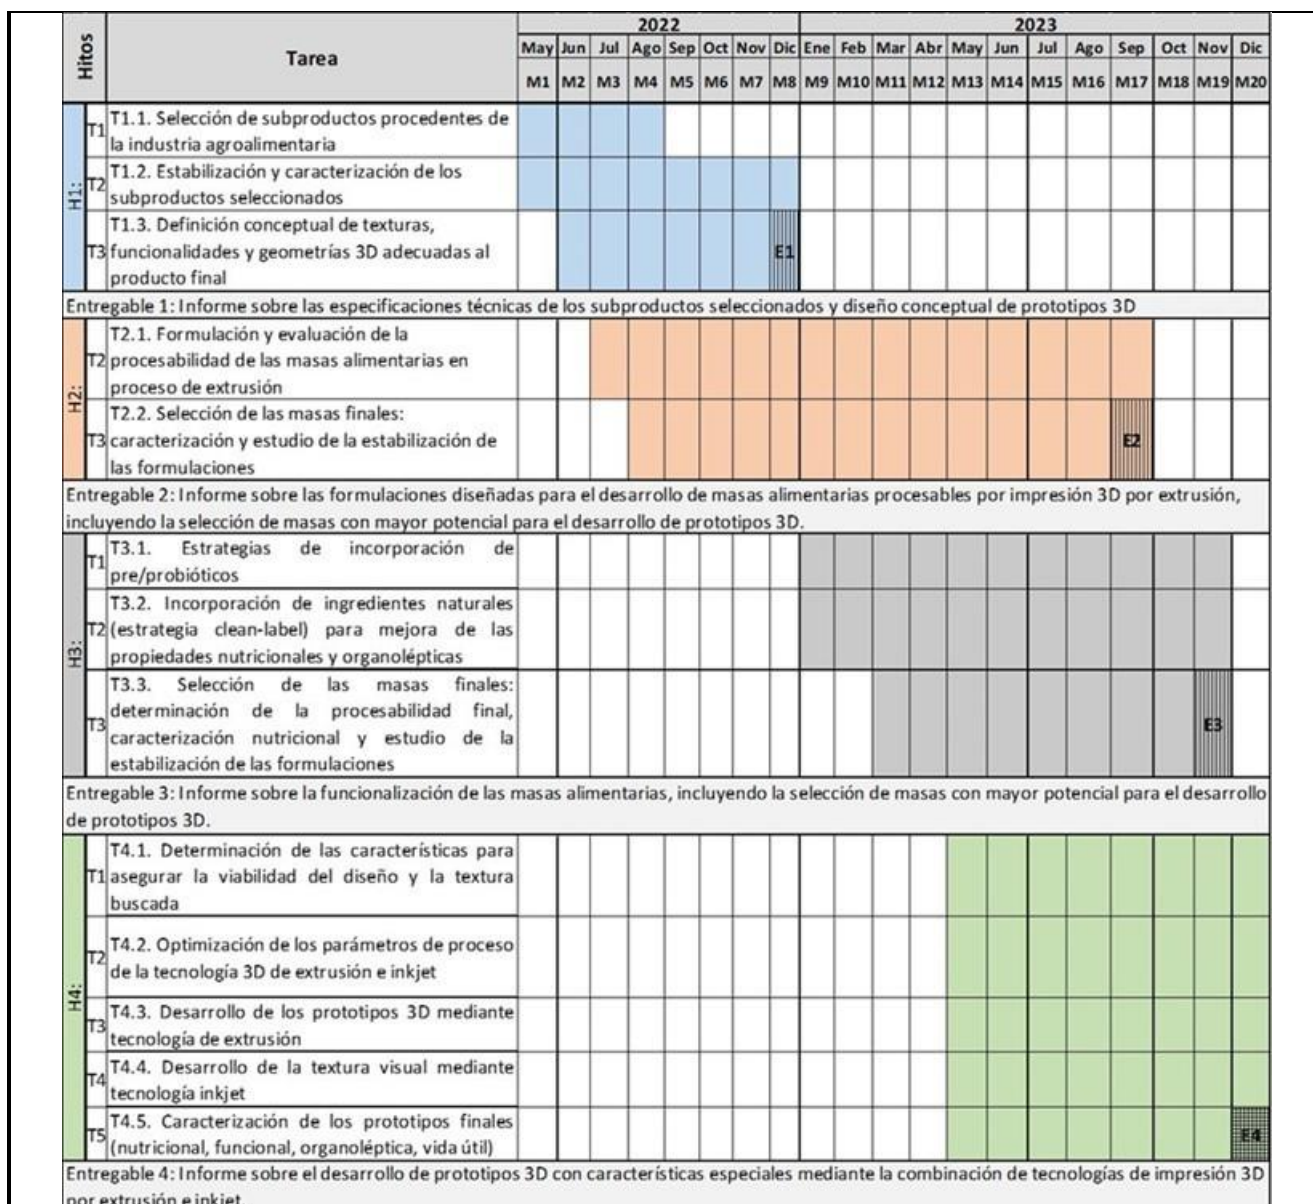 2022 2023
Hitos Tarea May Jun Jul Ago Sep Oct Nov Dic Ene Feb Mar Abr May Jun Jul Ago Sep Oct Nov Dic
M1 M2 M3 M4 M5 M6 M7 M8 M9 M10 M11 M12 M13 M14 M15 M16 M17 M18 M19 M20
H1:
T1 T1.1. Selección de subproductos procedentes de
la industria agroalimentaria
T2 T1.2. Estabilización y caracterización de los
subproductos seleccionados
T1.3. Definición conceptual de texturas,
T3 funcionalidades y geometrías 3D adecuadas al E1
producto final
Entregable 1: Informe sobre las especificaciones técnicas de los subproductos seleccionados y diseño conceptual de prototipos 3D
H2:
T2.1. Formulación y evaluación de la
T2 procesabilidad de las masas alimentarias en
proceso de extrusión
T2.2. Selección de las masas finales:
T3 caracterización y estudio de la estabilización de E2
las formulaciones
Entregable 2: Informe sobre las formulaciones diseñadas para el desarrollo de masas alimentarias procesables por impresión 3D por extrusión,
incluyendo la selección de masas con mayor potencial para el desarrollo de prototipos 3D.
H3:
T1 T3.1. Estrategias de incorporación de
pre/probióticos
T3.2. Incorporación de ingredientes naturales
T2 (estrategia clean-label) para mejora de las
propiedades nutricionales y organolépticas
T3.3. Selección de las masas finales:
determinación de la procesabilidad final,
T3 caracterización nutricional y estudio de la E3
estabilización de las formulaciones
Entregable 3: Informe sobre la funcionalización de las masas alimentarias, incluyendo la selección de masas con mayor potencial para el desarrollo
de prototipos 3D.
H4:
T4.1. Determinación de las características para
T1 asegurar la viabilidad del diseño y la textura
buscada
T2 T4.2. Optimización de los parámetros de proceso
de la tecnología 3D de extrusión e inkjet
T3 T4.3. Desarrollo de los prototipos 3D mediante
tecnología de extrusión
T4 T4.4. Desarrollo de la textura visual mediante
tecnología inkjet
T5 T4.5. Caracterización de los prototipos finales E4
(nutricional, funcional, organoléptica, vida útil)
Entregable 4: Informe sobre el desarrollo de prototipos 3D con características especiales mediante la combinación de tecnologías de impresión 3D
por extrusión e inkjet.